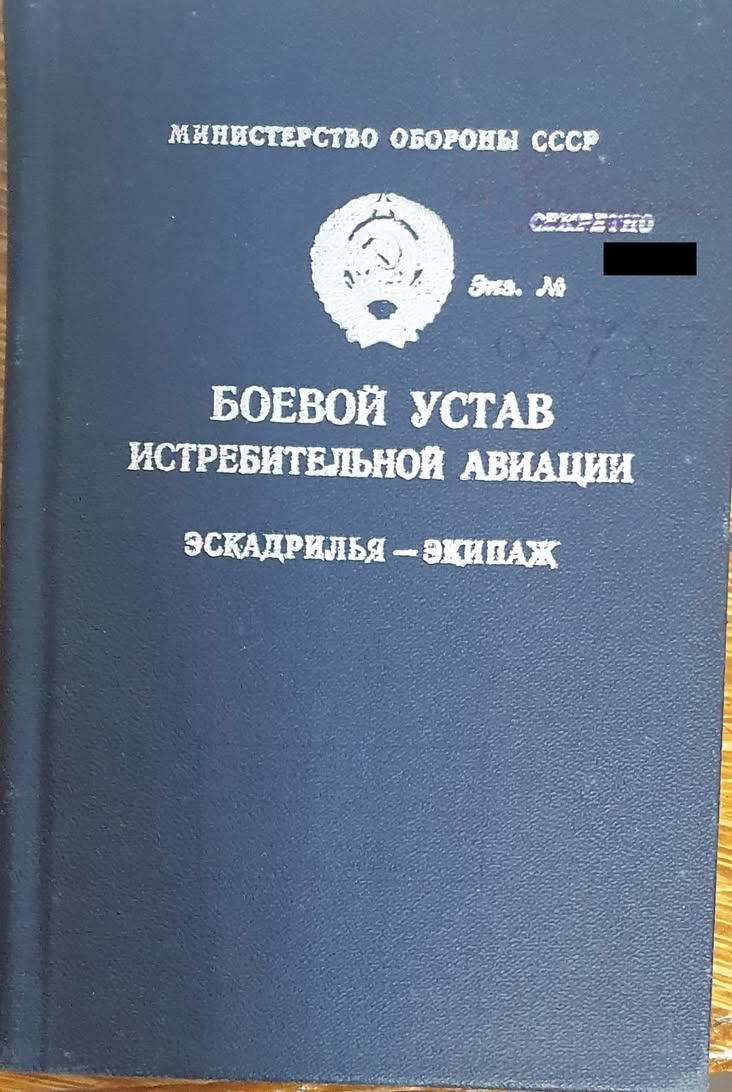 МИНИСТЕРСТВО ОБОРОНЫ СССР
СЕКРЕТНО
Экз. №
БОЕВОЙ УСТАВ
ИСТРЕБИТЕЛЬНОЙ АВИАЦИИ
ЭСКАДРИЛЬЯ — ЭКИПАЖ